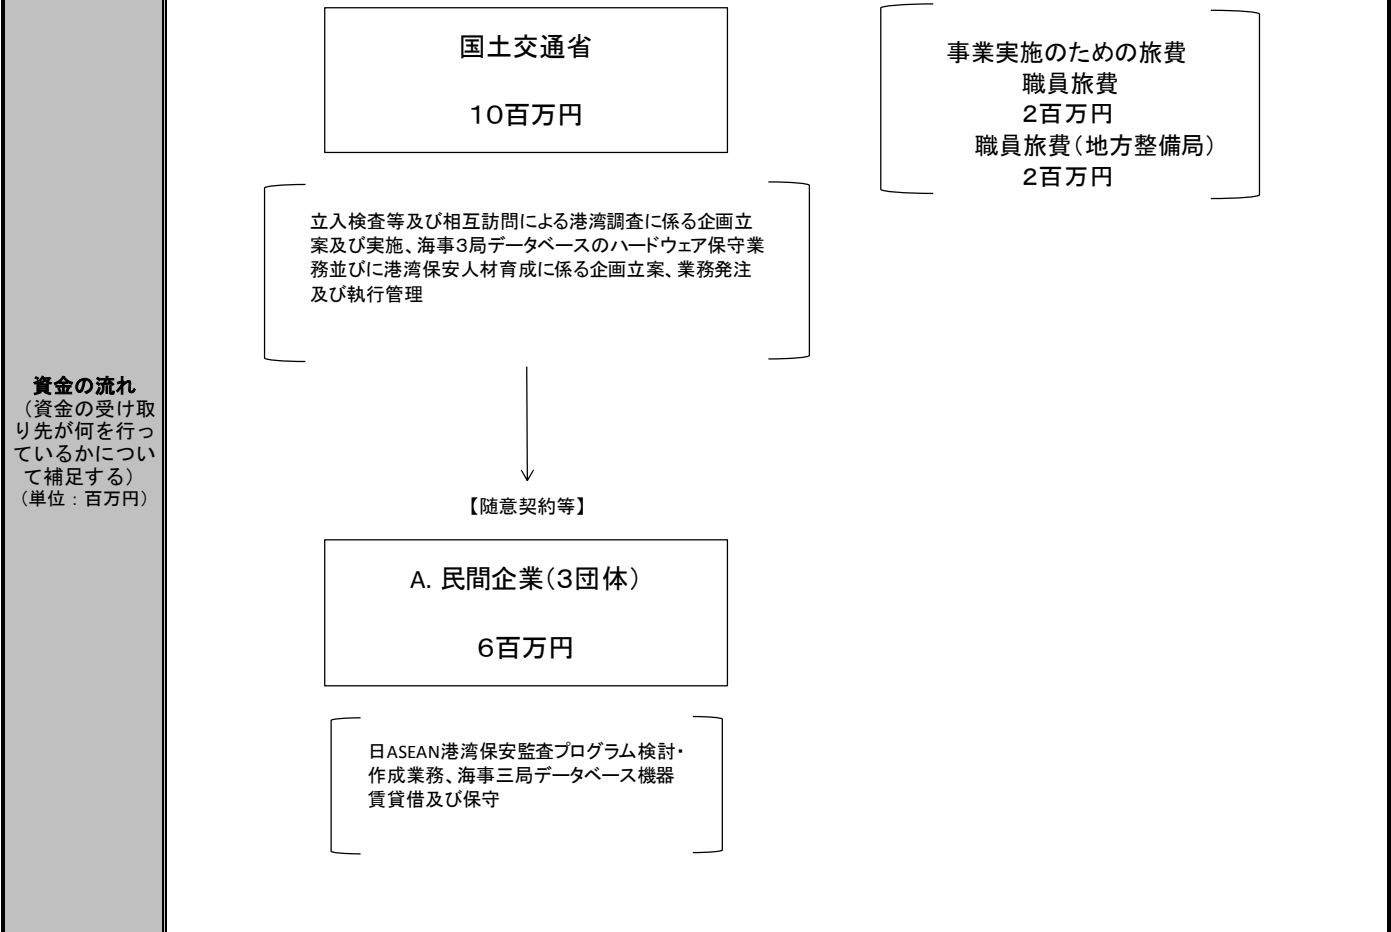 資金の流れ
（資金の受け取
り先が何を行っ
ているかについ
て補足する）
（単位：百万円）
国土交通省
１０百万円
事業実施のための旅費
職員旅費
２百万円
職員旅費（地方整備局）
２百万円
立入検査等及び相互訪問による港湾調査に係る企画立
案及び実施、海事３局データベースのハードウェア保守業
務並びに港湾保安人材育成に係る企画立案、業務発注
及び執行管理
【随意契約等】
A. 民間企業（３団体）
６百万円
日ASEAN港湾保安監査プログラム検討・
作成業務、海事三局データベース機器
賃貸借及び保守